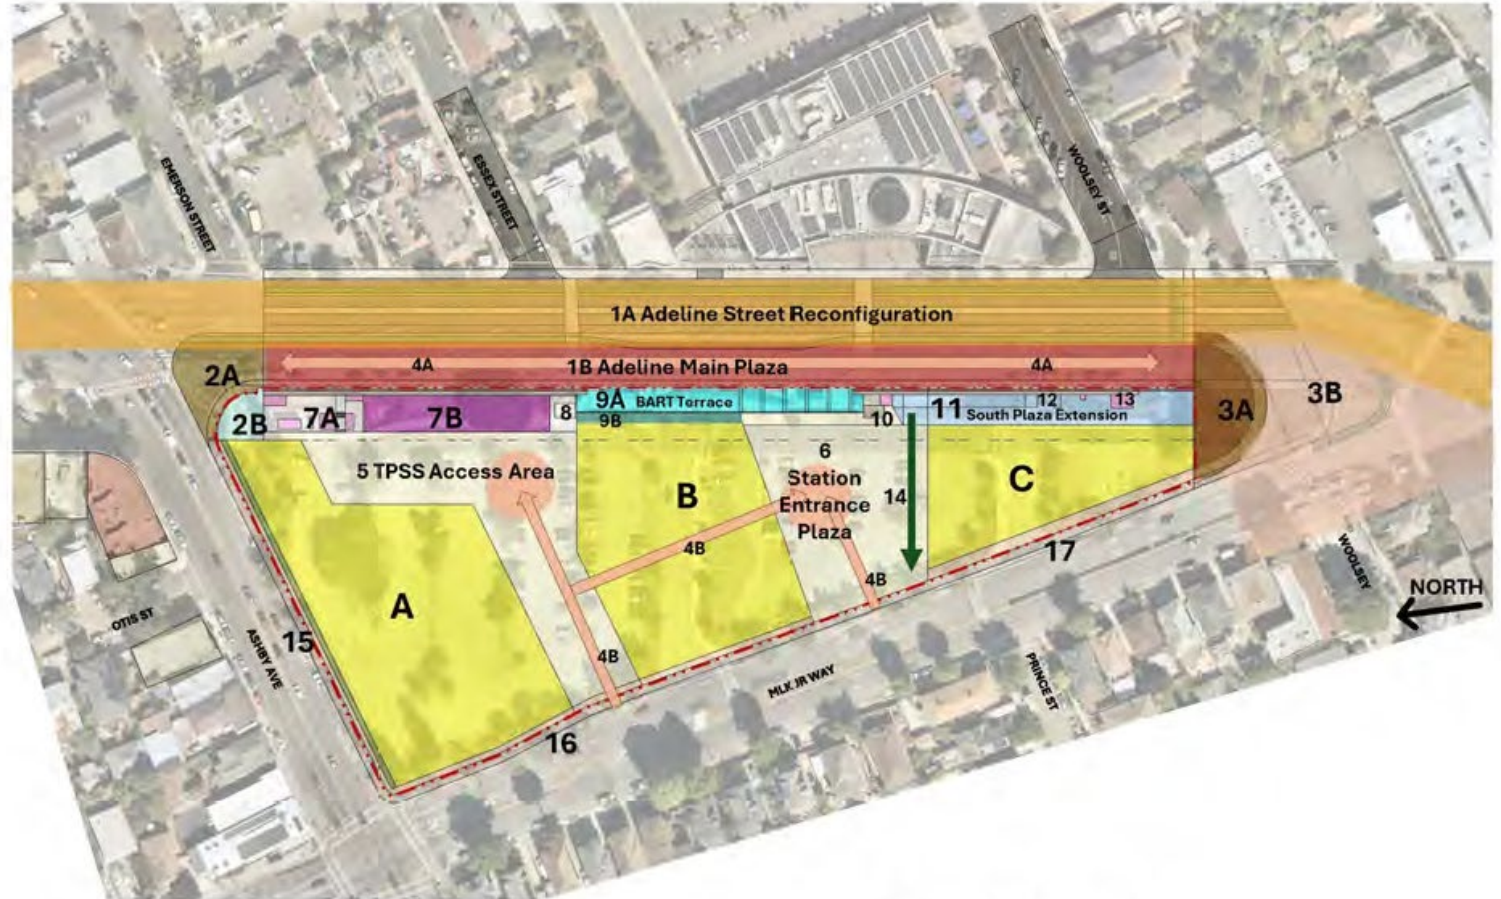 EMERSON STREET
ESSEX STREET
WOOLSEY ST
1A Adeline Street Reconfiguration
4A
1B Adeline Main Plaza
4A
2A
2B
7A
7B
8
9A
BART Terrace
9B
10
11
South Plaza Extension
12
13
3A
3B
5 TPSS Access Area
6
Station
Entrance
Plaza
14
A
B
C
4B
4B
4B
15
16
17
OTIS ST
ASHBY AVE
MLK JR WAY
PRINCE ST
WOOLSEY
NORTH